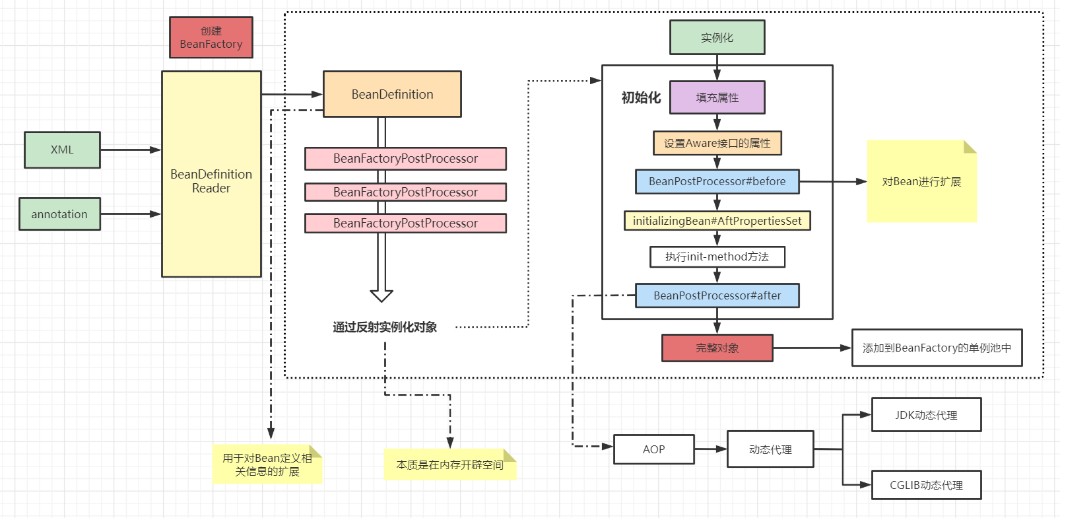 创建
BeanFactory
XML
annotation
BeanDefinition
Reader
BeanDefinition
BeanFactoryPostProcessor
BeanFactoryPostProcessor
BeanFactoryPostProcessor
通过反射实例化对象
用于对Bean定义相
关信息的扩展
本质是在内存开辟空间
实例化
初始化
填充属性
设置Aware接口的属性
BeanPostProcessor#before
对Bean进行扩展
initializingBean#AftPropertiesSet
执行init-method方法
BeanPostProcessor#after
完整对象
添加到BeanFactory的单例池中
AOP
动态代理
JDK动态代理
CGLIB动态代理